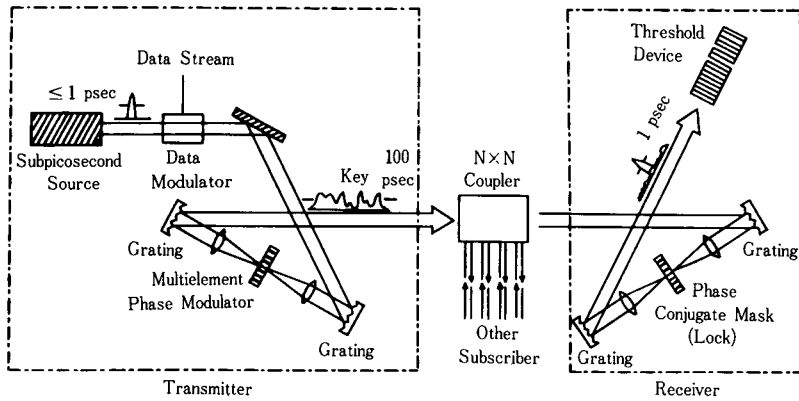 Data Stream
≤ 1 psec
Subpicosecond
Source
Data
Modulator
Key
100
psec
Grating
Multielement
Phase Modulator
Grating
Transmitter
N×N
Coupler
Other
Subscriber
Threshold
Device
1 psec
Grating
Phase
Conjugate Mask
(Lock)
Grating
Receiver